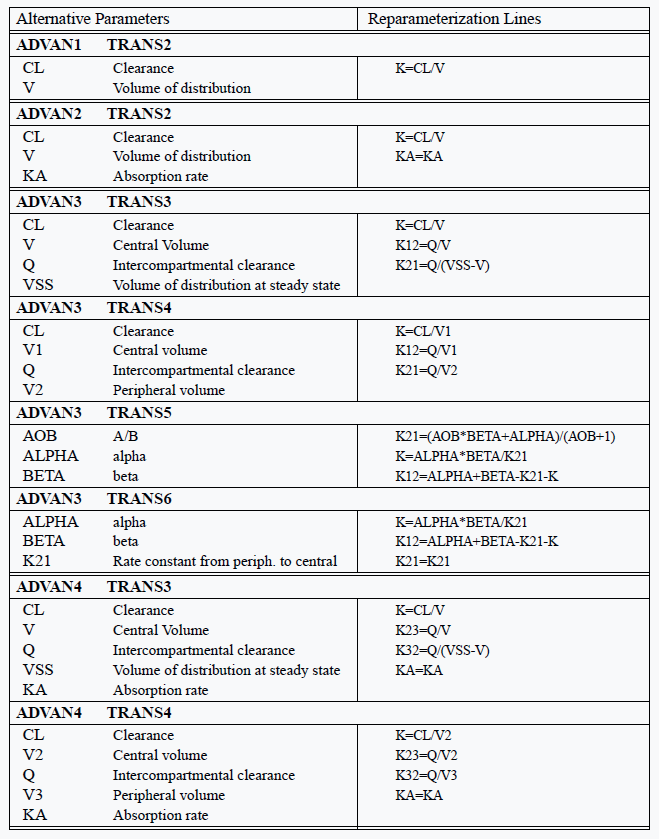 Alternative Parameters Reparameterization Lines
ADVAN1 TRANS2
CL Clearance K=CL/V
V Volume of distribution
ADVAN2 TRANS2
CL Clearance K=CL/V
V Volume of distribution KA=KA
KA Absorption rate
ADVAN3 TRANS3
CL Clearance K=CL/V
V Central Volume K12=Q/V
Q Intercompartmental clearance K21=Q/(VSS-V)
VSS Volume of distribution at steady state
ADVAN3 TRANS4
CL Clearance K=CL/V1
V1 Central volume K12=Q/V1
Q Intercompartmental clearance K21=Q/V2
V2 Peripheral volume
ADVAN3 TRANS5
AOB A/B K21=(AOB*BETA+ALPHA)/(AOB+1)
ALPHA alpha K=ALPHA*BETA/K21
BETA beta K12=ALPHA+BETA-K21-K
ADVAN3 TRANS6
ALPHA alpha K=ALPHA*BETA/K21
BETA beta K12=ALPHA+BETA-K21-K
K21 Rate constant from periph. to central K21=K21
ADVAN4 TRANS3
CL Clearance K=CL/V
V Central Volume K23=Q/V
Q Intercompartmental clearance K32=Q/(VSS-V)
VSS Volume of distribution at steady state KA=KA
KA Absorption rate
ADVAN4 TRANS4
CL Clearance K=CL/V2
V2 Central volume K23=Q/V2
Q Intercompartmental clearance K32=Q/V3
V3 Peripheral volume KA=KA
KA Absorption rate